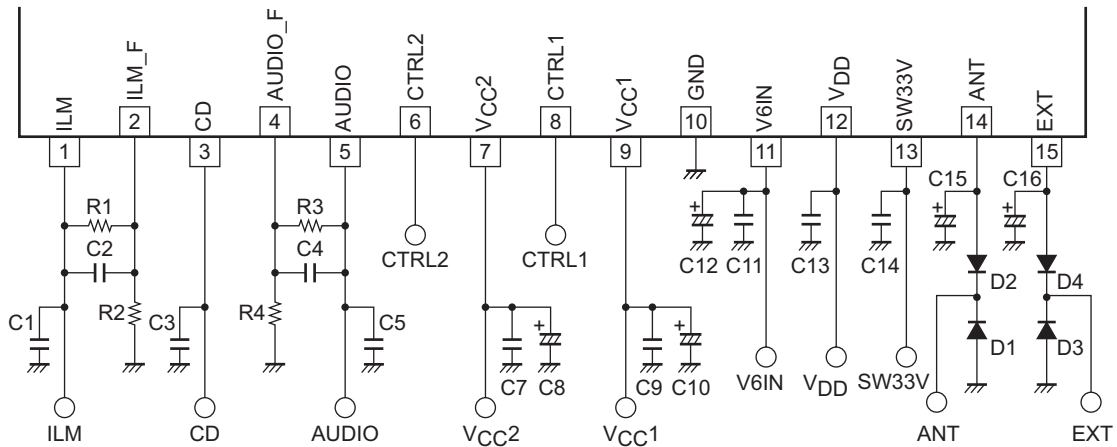 ILM
ILM_F
CD
AUDIO_F
AUDIO
CTRL2
VCC2
CTRL1
VCC1
GND
V6IN
VDD
SW33V
ANT
EXT
1
2
3
4
5
6
7
8
9
10
11
12
13
14
15
R1
C2
R2
C1
C3
R3
C4
R4
C5
CTRL2
CTRL1
+
C7
C8
+
C9
C10
+
C12
C11
C13
C14
C15
+
C16
+
D2
D4
D1
D3
ILM
CD
AUDIO
VCC2
VCC1
V6IN
VDD
SW33V
ANT
EXT